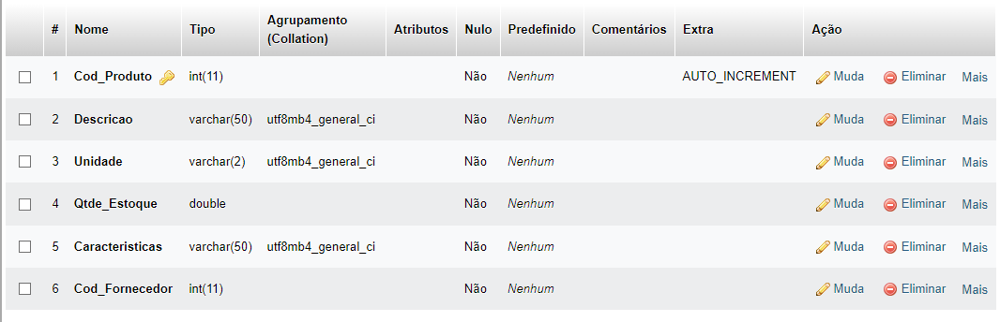 # Nome Tipo Agrupamento (Collation) Atributos Nulo Predefinido Comentários Extra Ação
1 Cod_Produto int(11) Não Nenhum AUTO_INCREMENT Muda Eliminar Mais
2 Descricao varchar(50) utf8mb4_general_ci Não Nenhum Muda Eliminar Mais
3 Unidade varchar(2) utf8mb4_general_ci Não Nenhum Muda Eliminar Mais
4 Qtde_Estoque double Não Nenhum Muda Eliminar Mais
5 Caracteristicas varchar(50) utf8mb4_general_ci Não Nenhum Muda Eliminar Mais
6 Cod_Fornecedor int(11) Não Nenhum Muda Eliminar Mais